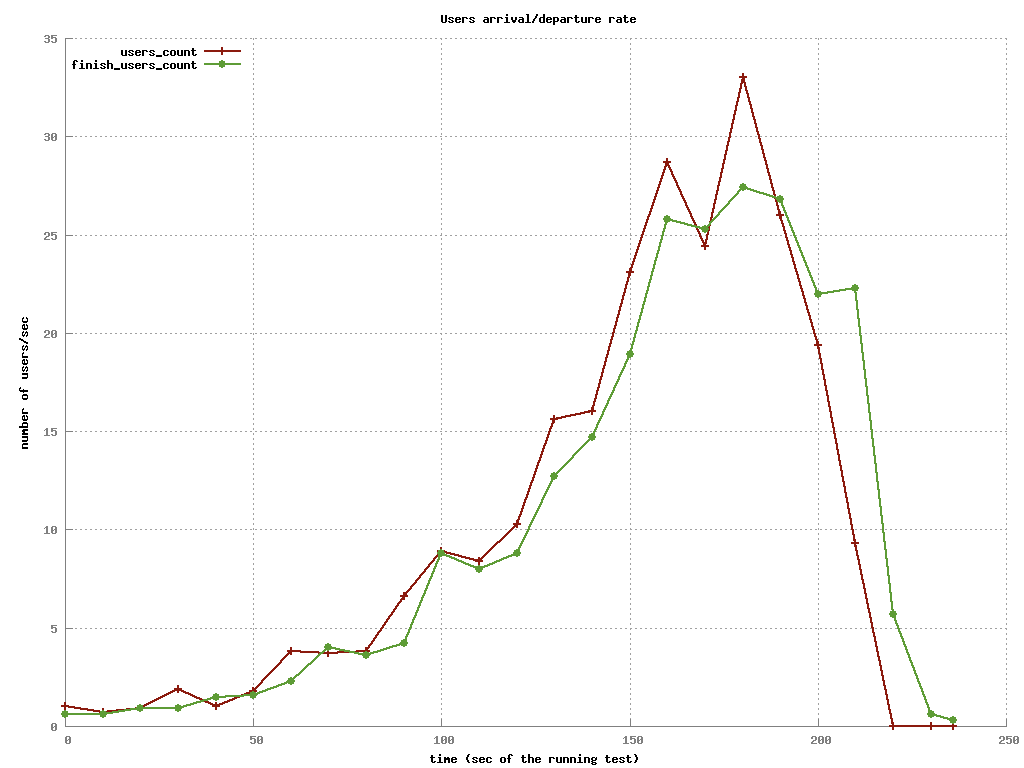 Users arrival/departure rate
users_count
finish_users_count
35
30
25
20
15
10
5
0
number of users/sec
0 50 100 150 200 250
time (sec of the running test)